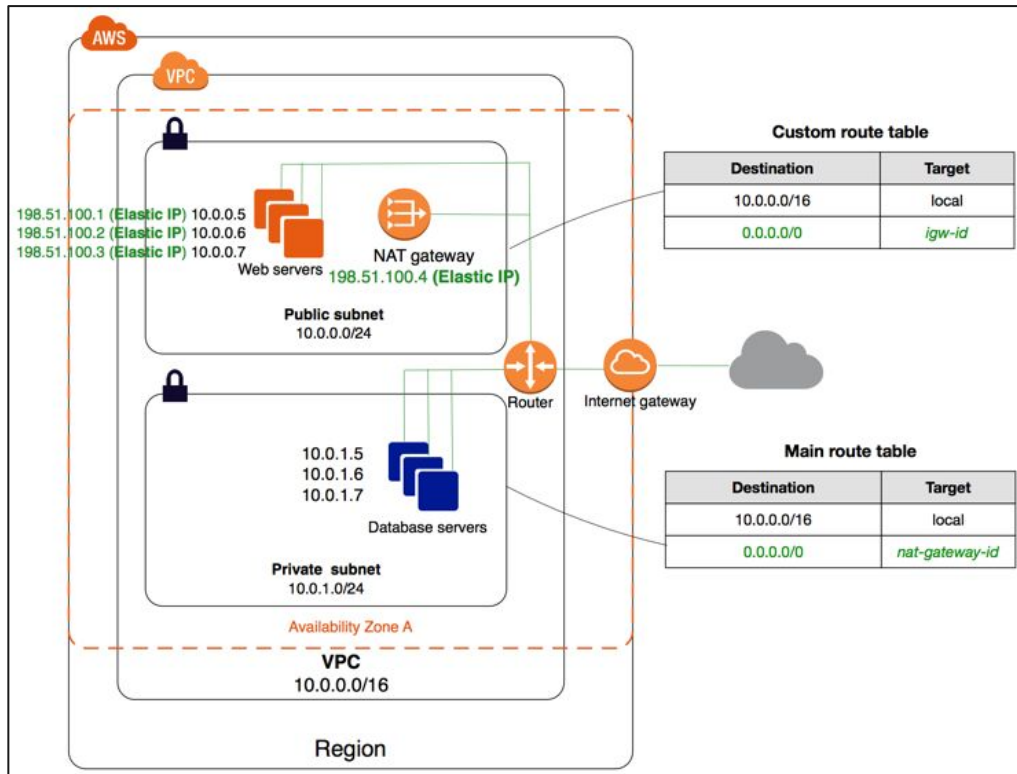 AWS
VPC
198.51.100.1 (Elastic IP) 10.0.0.5
198.51.100.2 (Elastic IP) 10.0.0.6
198.51.100.3 (Elastic IP) 10.0.0.7
Web servers
NAT gateway
198.51.100.4 (Elastic IP)
Public subnet
10.0.0.0/24
Custom route table
Destination Target
10.0.0.0/16 local
0.0.0.0/0 igw-id
Router
Internet gateway
10.0.1.5
10.0.1.6
10.0.1.7
Database servers
Private subnet
10.0.1.0/24
Main route table
Destination Target
10.0.0.0/16 local
0.0.0.0/0 nat-gateway-id
Availability Zone A
VPC
10.0.0.0/16
Region